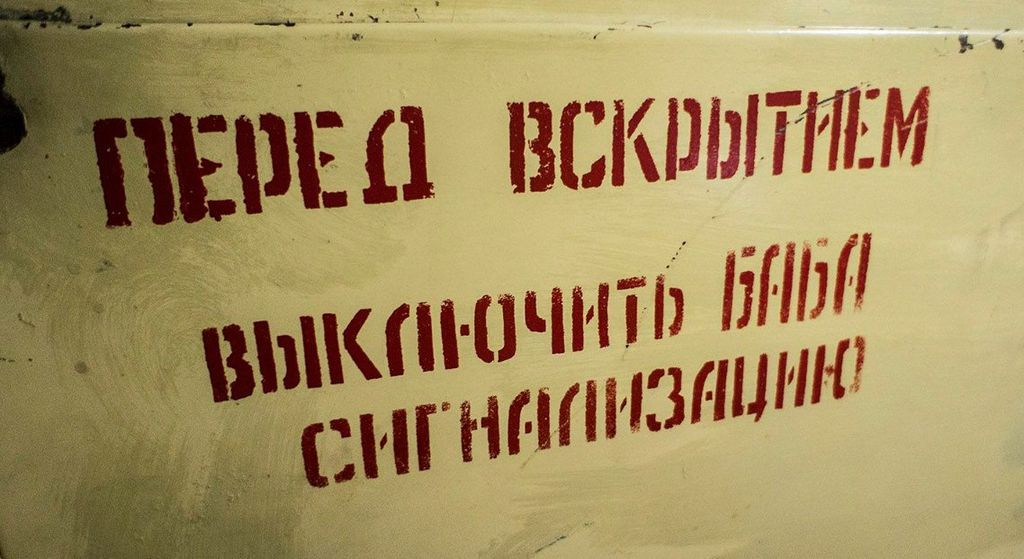 ПЕРЕД ВСКРЫТИЕМ
ВЫКЛЮЧИТЬ БАБА
СИГНАЛИЗАЦИЮ